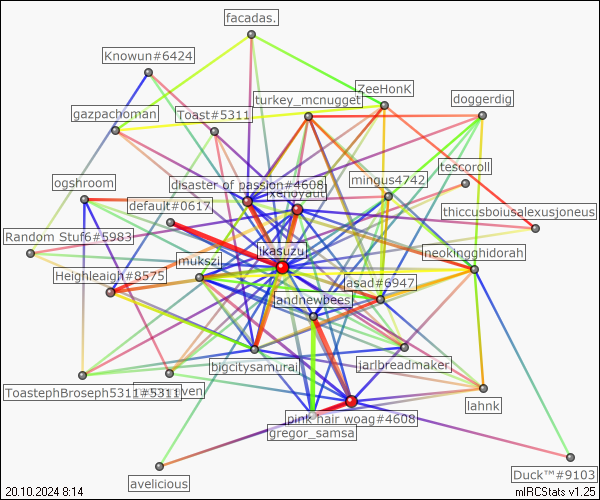 facadas.
Knowun#6424
ZeeHonK
turkey_mcnugget
doggerdig
gazpachoman
Toast#5311
tescoroll
mingus4742
ogshroom
disaster of passion#4608
xenoyaut
default#0617
thiccusboiusalexusjoneus
Random Stuf6#5983
ikasuzu
neokingghidorah
mukszi
Heighleaigh#8575
asad#6947
andnewbees
bigcitysamurai
jarlbreadmaker
ToastephBroseph5311#5311
ven
lahnk
pink hair woag#4608
gregor_samsa
avelicious
Duck™#9103
20.10.2024 8:14
mIRCStats v1.25